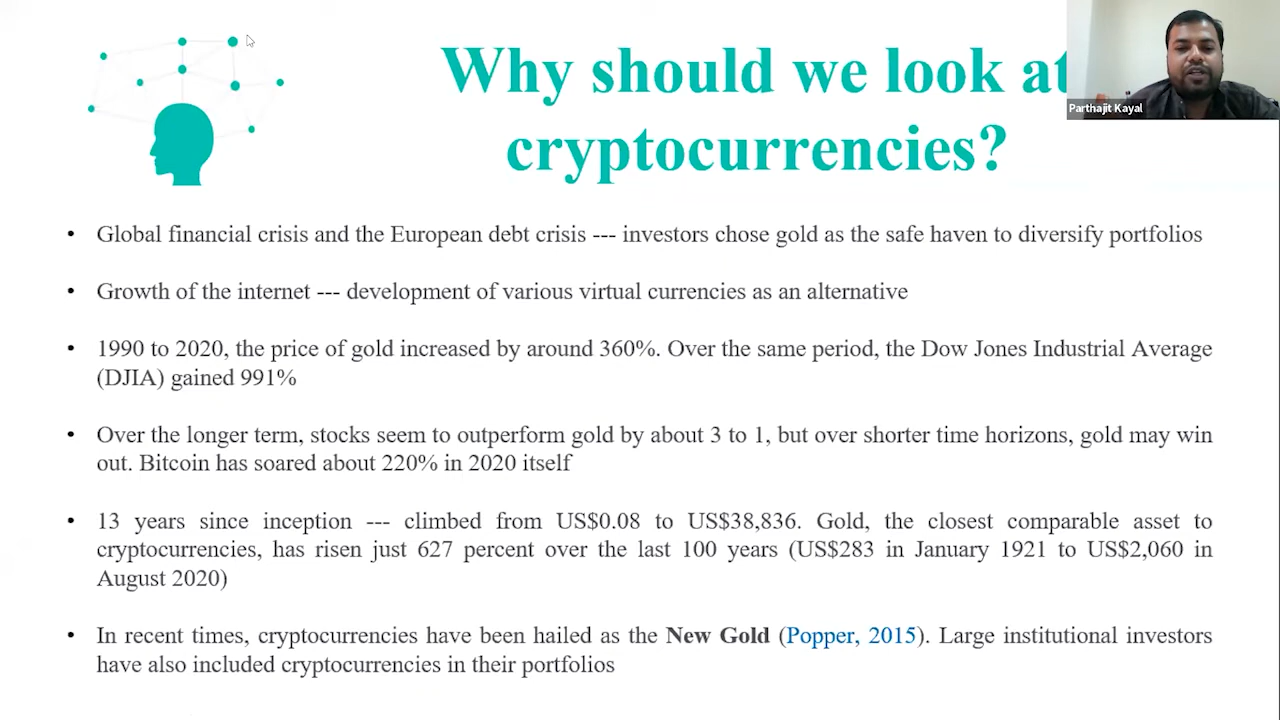 Why should we look at
cryptocurrencies?
Parthajit Kayal
• Global financial crisis and the European debt crisis --- investors chose gold as the safe haven to diversify portfolios
• Growth of the internet --- development of various virtual currencies as an alternative
• 1990 to 2020, the price of gold increased by around 360%. Over the same period, the Dow Jones Industrial Average
(DJIA) gained 991%
• Over the longer term, stocks seem to outperform gold by about 3 to 1, but over shorter time horizons, gold may win
out. Bitcoin has soared about 220% in 2020 itself
• 13 years since inception --- climbed from US$0.08 to US$38,836. Gold, the closest comparable asset to
cryptocurrencies, has risen just 627 percent over the last 100 years (US$283 in January 1921 to US$2,060 in
August 2020)
• In recent times, cryptocurrencies have been hailed as the New Gold (Popper, 2015). Large institutional investors
have also included cryptocurrencies in their portfolios